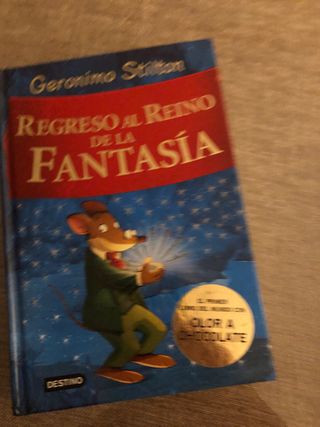 Geronimo Stilton
REGRESO AL REINO
DE LA
FANTASÍA
EL PRIMER
LIBRO DEL MUNDO CON
OLOR A
CHOCOLATE
DESTINO